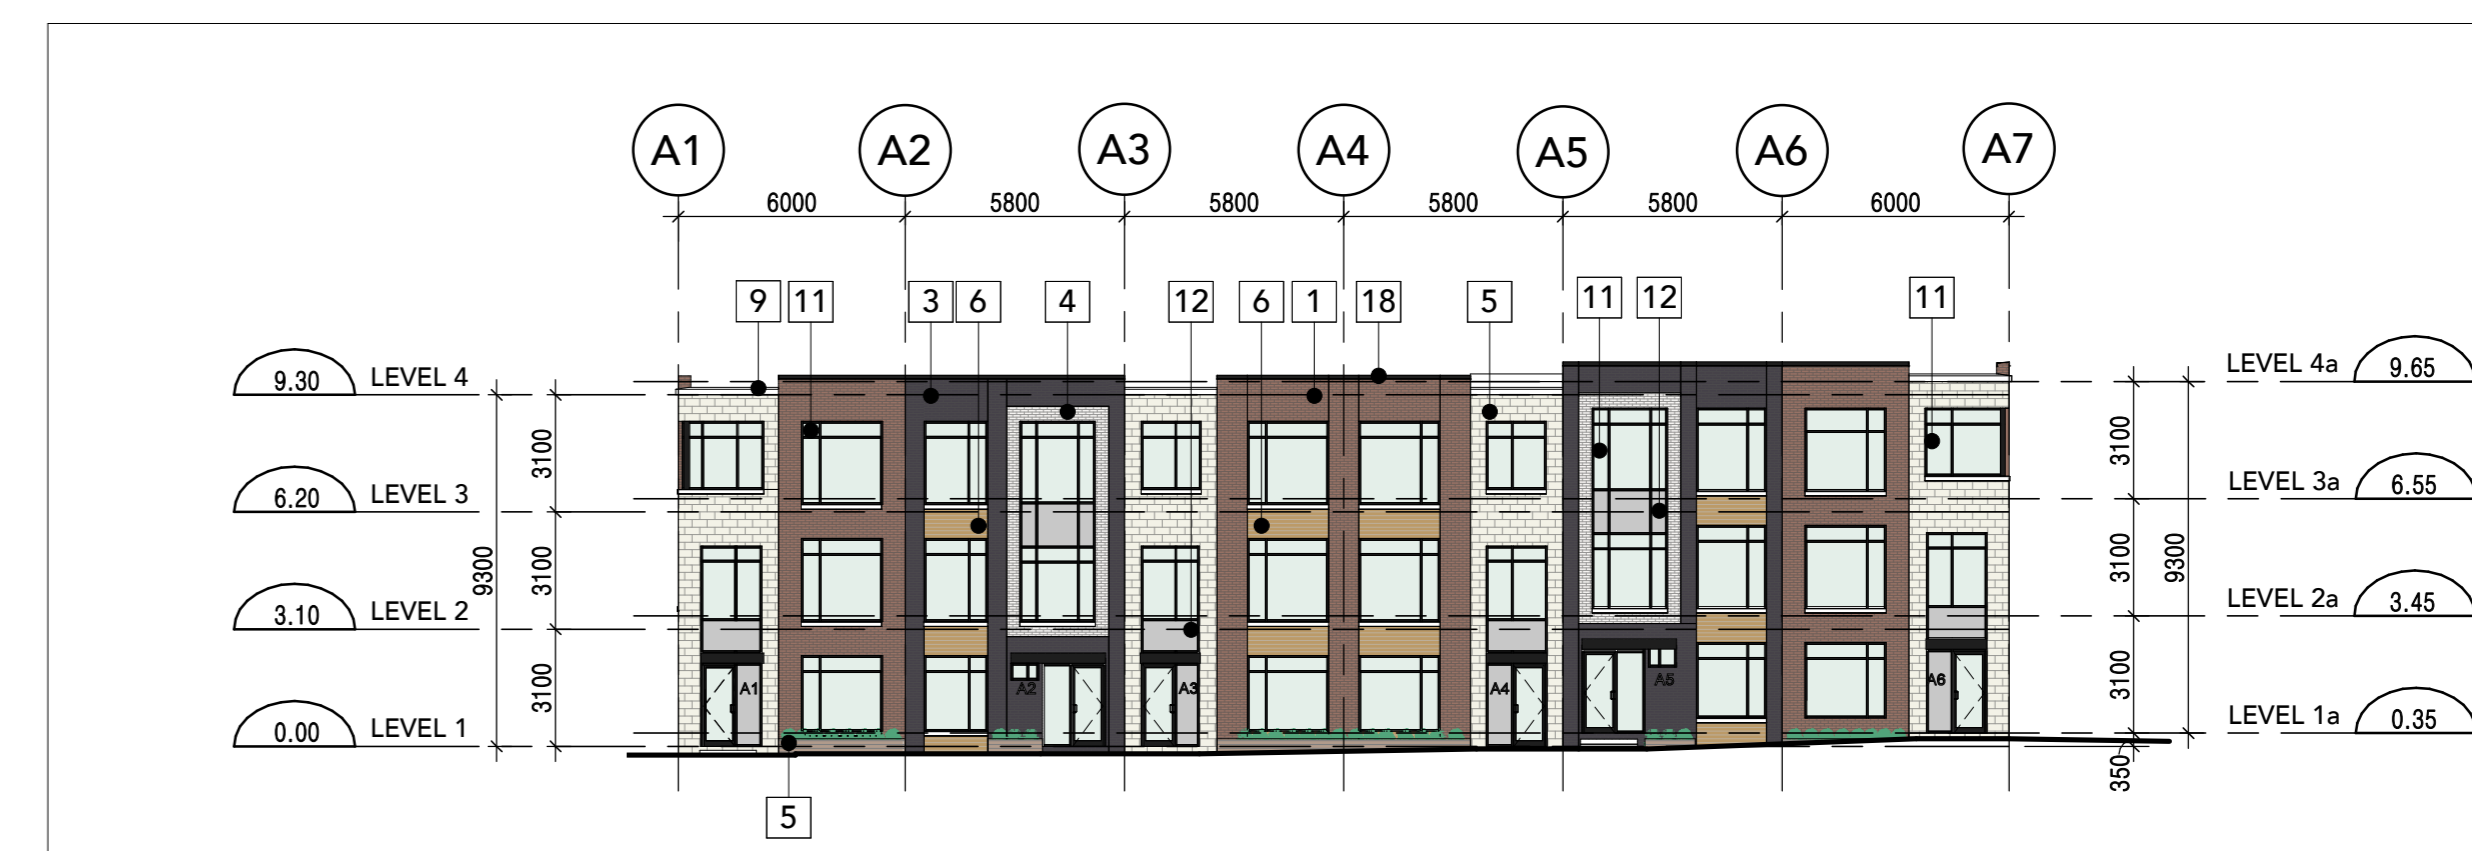 A1 A2 A3 A4 A5 A6 A7
6000 5800 5800 5800 5800 6000
9 11 3 6 4 12 6 1 18 5 11 12 11
9.30 LEVEL 4
LEVEL 4a 9.65
3100
3100
6.20 LEVEL 3
LEVEL 3a 6.55
9300
3100
3100
9300
3.10 LEVEL 2
LEVEL 2a 3.45
3100
3100
A1 A2 A3 A4 A5 A6
0.00 LEVEL 1
LEVEL 1a 0.35
350
5